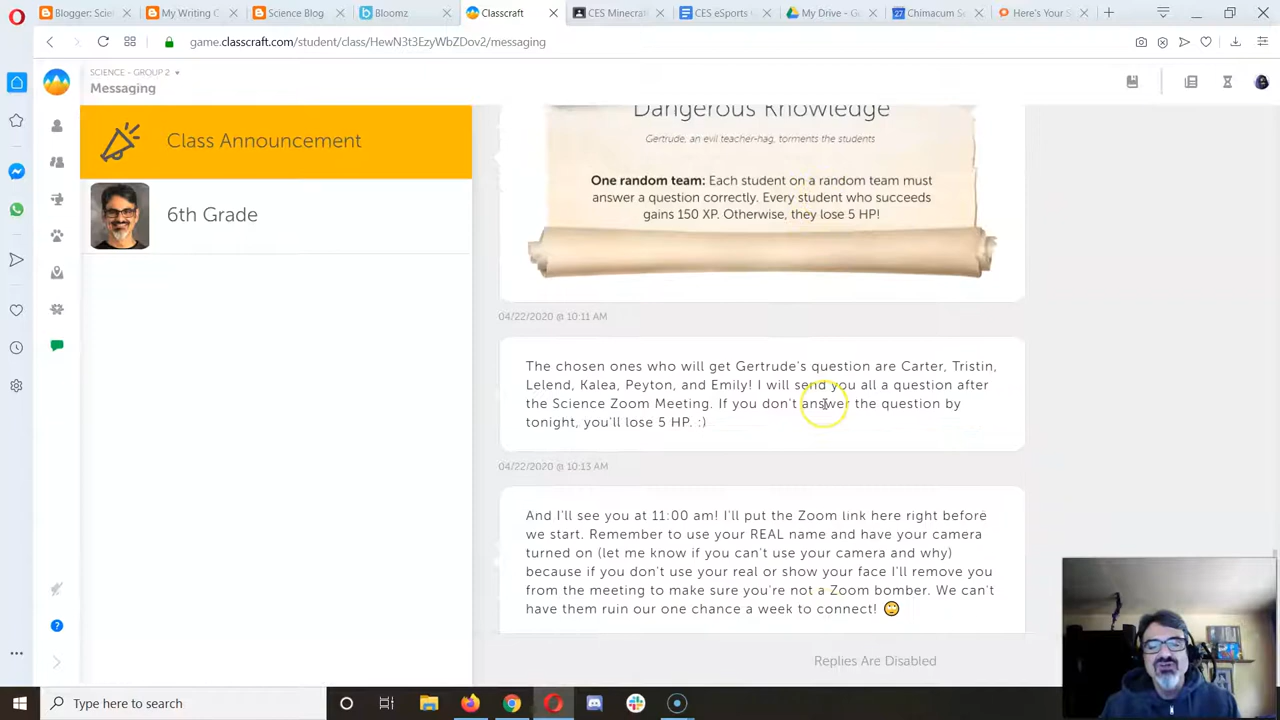 Blogger: Scie
My Writing C
Science Blog
Bloomz
Classcraft
CES Minecraf
CES eSports
My Drive - Go
Chimacum Se
Here's Your S
game.classcraft.com/student/class/HewN3t3EzyWbZDov2/messaging
SCIENCE - GROUP 2
Messaging
Class Announcement
6th Grade
Dangerous Knowledge
Gertrude, an evil teacher-hag, torments the students
One random team: Each student on a random team must
answer a question correctly. Every student who succeeds
gains 150 XP. Otherwise, they lose 5 HP!
04/22/2020 @ 10:11 AM
The chosen ones who will get Gertrude's question are Carter, Tristin,
Lelend, Kalea, Peyton, and Emily! I will send you all a question after
the Science Zoom Meeting. If you don't answer the question by
tonight, you'll lose 5 HP. :)
04/22/2020 @ 10:13 AM
And I'll see you at 11:00 am! I'll put the Zoom link here right before
we start. Remember to use your REAL name and have your camera
turned on (let me know if you can't use your camera and why)
because if you don't use your real or show your face I'll remove you
from the meeting to make sure you're not a Zoom bomber. We can't
have them ruin our one chance a week to connect!
Replies Are Disabled
Type here to search